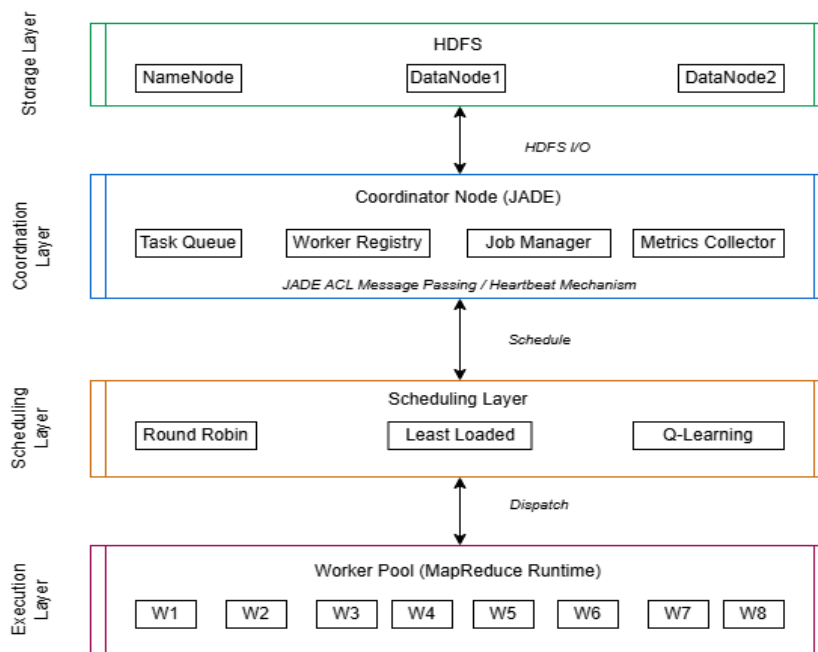 Storage Layer
HDFS
NameNode
DataNode1
DataNode2
HDFS I/O
Coordnation
Layer
Coordinator Node (JADE)
Task Queue
Worker Registry
Job Manager
Metrics Collector
JADE ACL Message Passing / Heartbeat Mechanism
Schedule
Scheduling
Layer
Scheduling Layer
Round Robin
Least Loaded
Q-Learning
Dispatch
Execution
Layer
Worker Pool (MapReduce Runtime)
W1
W2
W3
W4
W5
W6
W7
W8